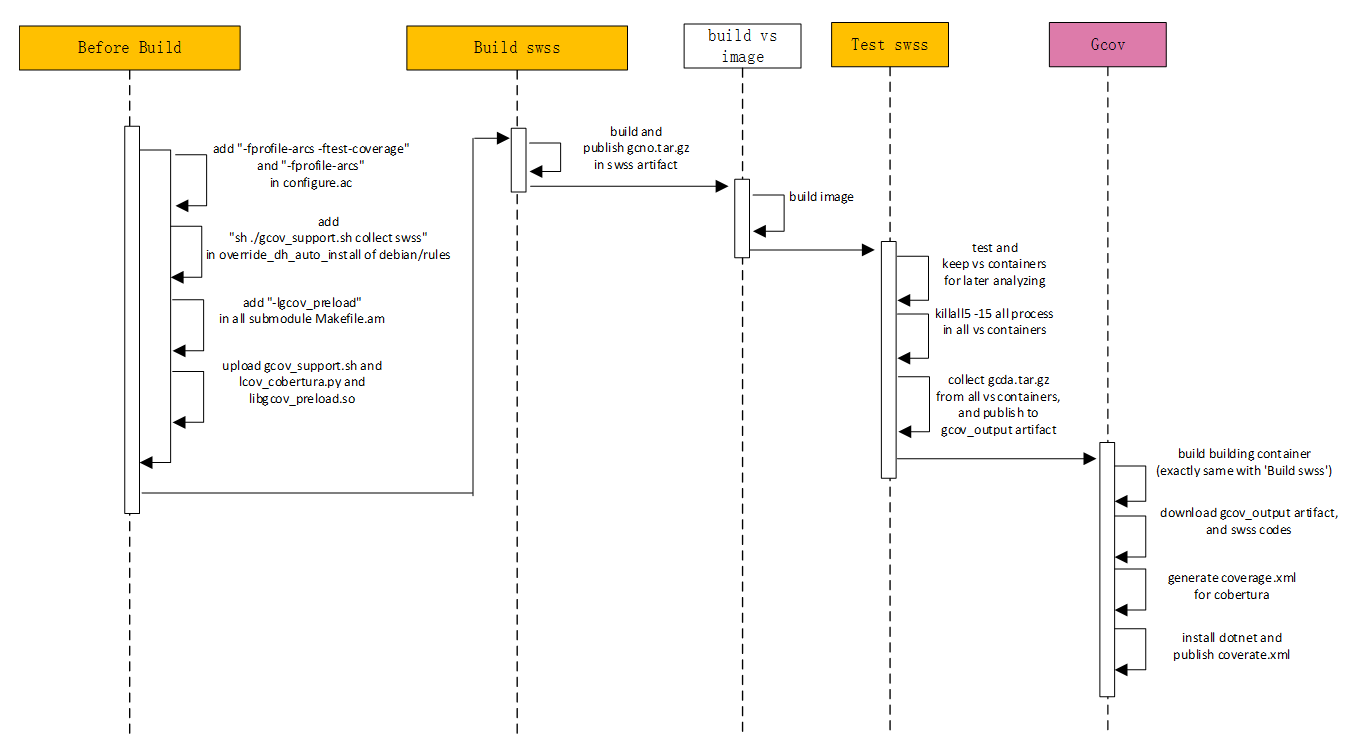 Before Build
Build swss
build vs
image
Test swss
Gcov
add "-fprofile-arcs -ftest-coverage"
and "-fprofile-arcs"
in configure.ac
add
"sh ./gcov_support.sh collect swss"
in override_dh_auto_install of debian/rules
add "-lgcov_preload"
in all submodule Makefile.am
upload gcov_support.sh and
lcov_cobertura.py and
libgcov_preload.so
build and
publish gcno.tar.gz
in swss artifact
build image
test and
keep vs containers
for later analyzing
killall5 -15 all process
in all vs containers
collect gcda.tar.gz
from all vs containers,
and publish to
gcov_output artifact
build building container
(exactly same with 'Build swss')
download gcov_output artifact,
and swss codes
generate coverage.xml
for cobertura
install dotnet and
publish coverate.xml